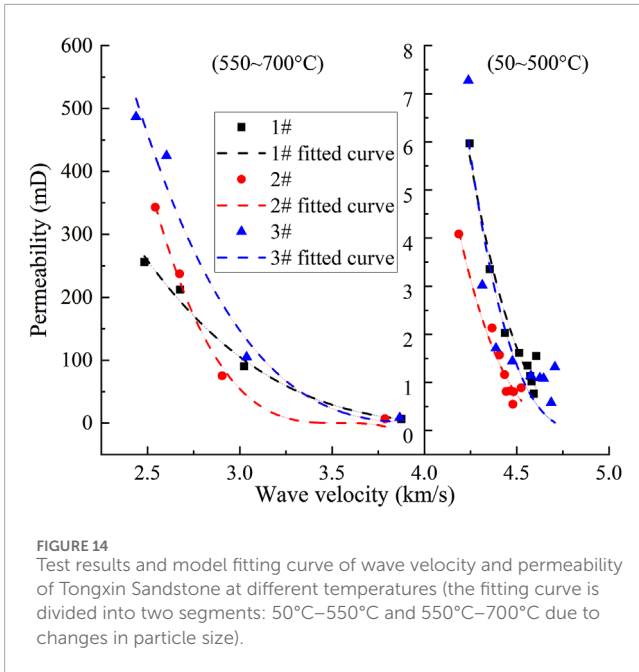 600
500
400
300
200
100
0
Permeability (mD)
(550~700°C)
1#
1# fitted curve
2#
2# fitted curve
3#
3# fitted curve
(50~500°C)
8
7
6
5
4
3
2
1
0
2.5 3.0 3.5 4.0 4.5 5.0
Wave velocity (km/s)
FIGURE 14
Test results and model fitting curve of wave velocity and permeability
of Tongxin Sandstone at different temperatures (the fitting curve is
divided into two segments: 50°C–550°C and 550°C–700°C due to
changes in particle size).